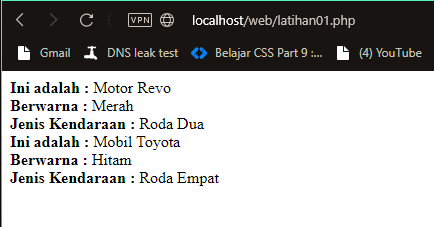 VPN localhost/web/latihan01.php
Gmail DNS leak test Belajar CSS Part 9 :... (4) YouTube
Ini adalah : Motor Revo
Berwarna : Merah
Jenis Kendaraan : Roda Dua
Ini adalah : Mobil Toyota
Berwarna : Hitam
Jenis Kendaraan : Roda Empat